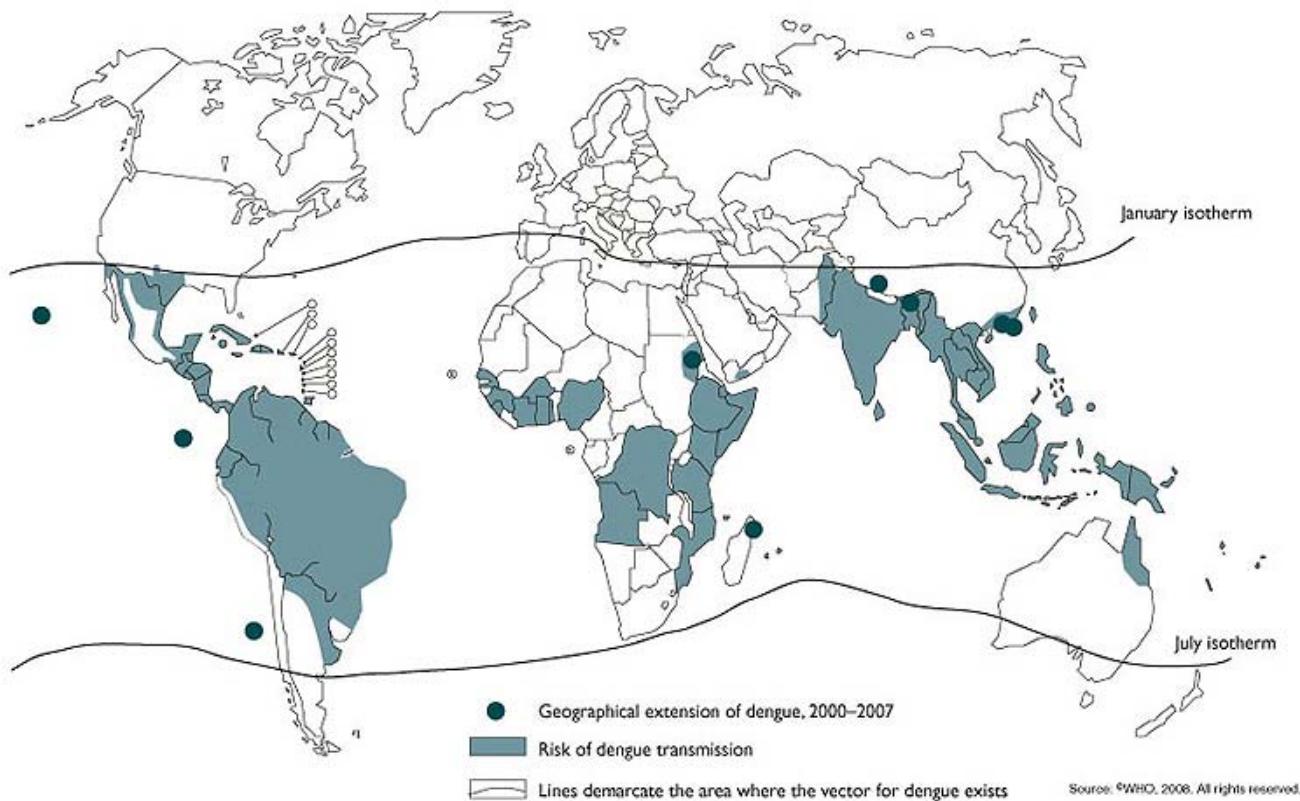 January isotherm
July isotherm
Geographical extension of dengue, 2000–2007
Risk of dengue transmission
Lines demarcate the area where the vector for dengue exists
Source: ©WHO, 2008. All rights reserved.